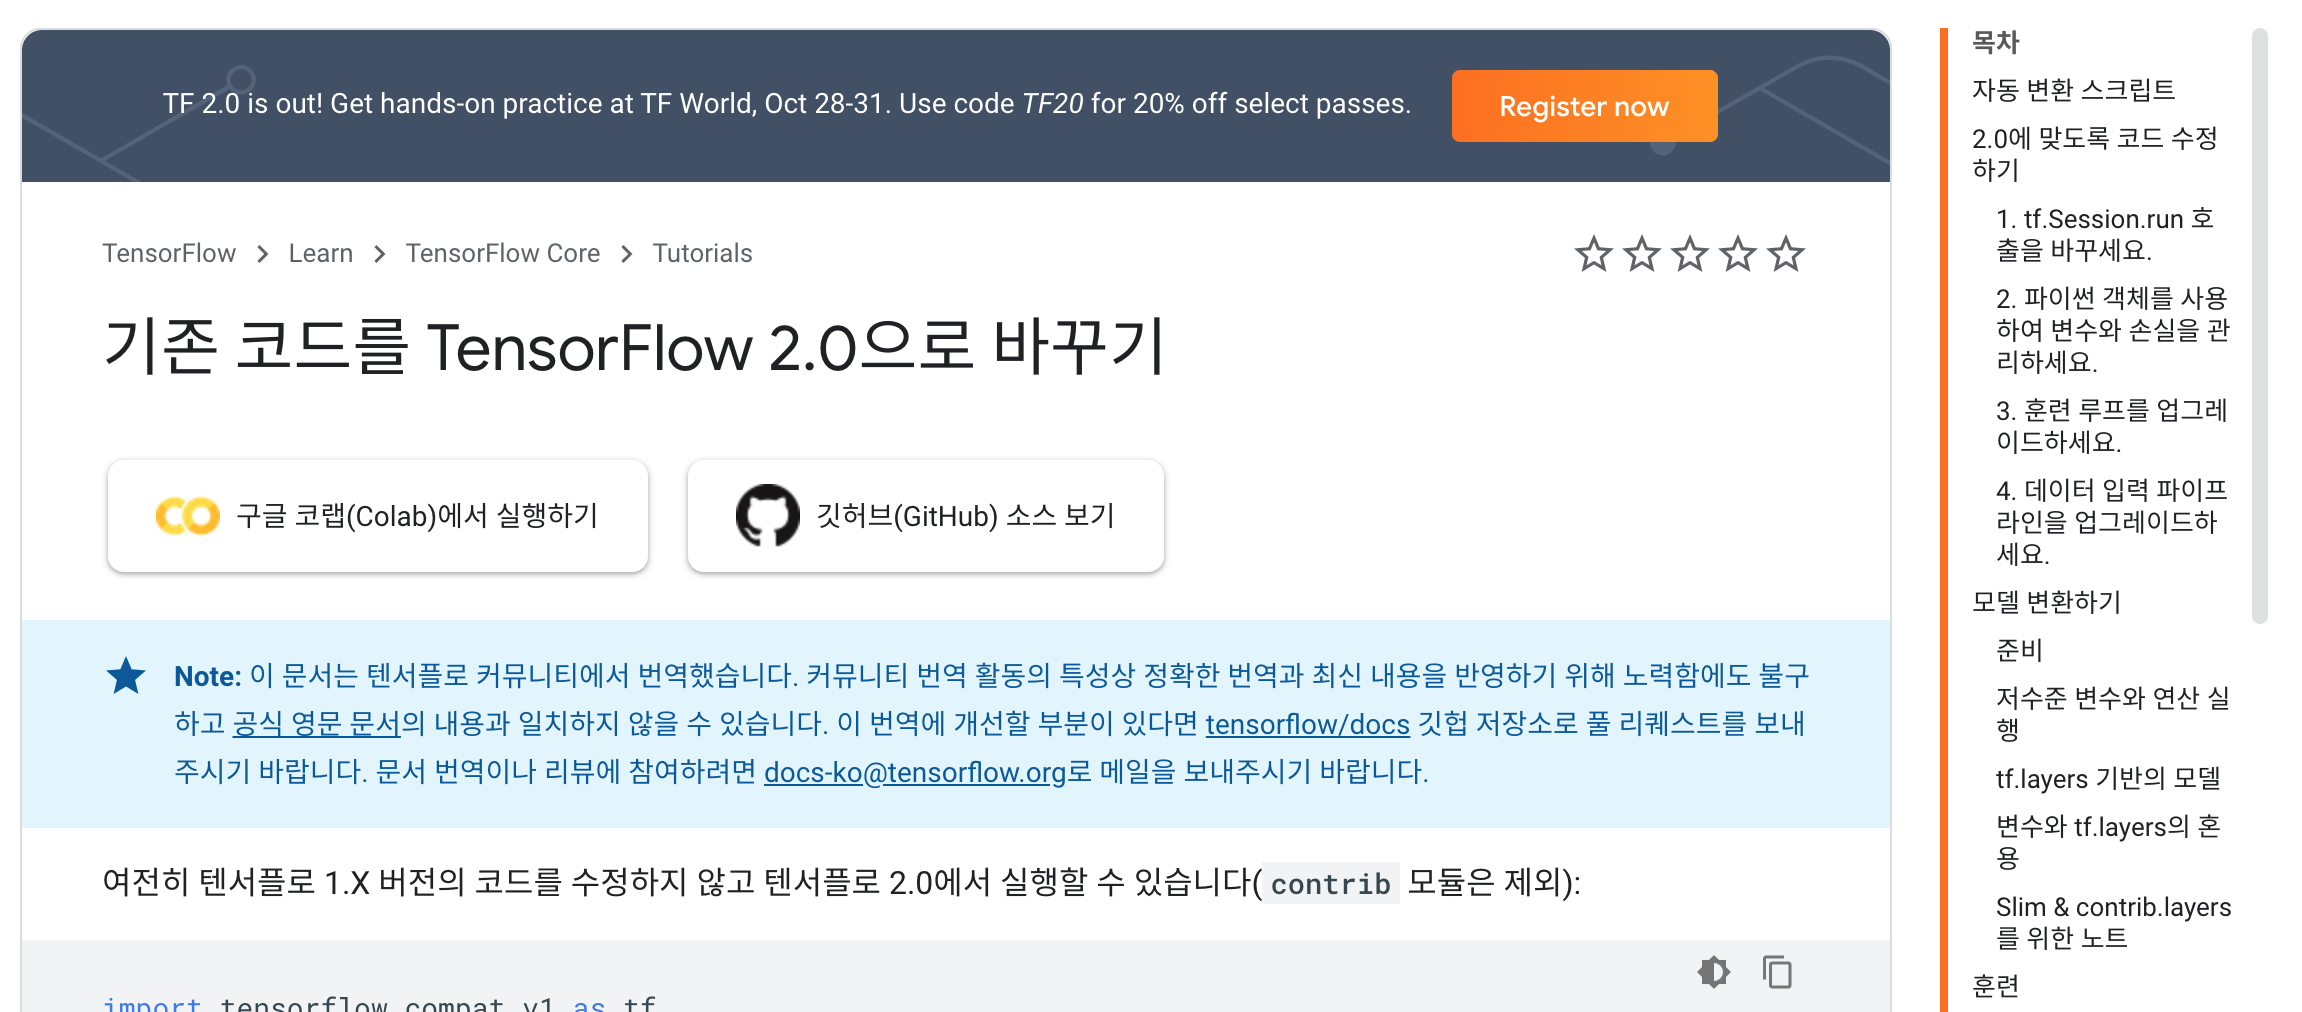 TF 2.0 is out! Get hands-on practice at TF World, Oct 28-31. Use code TF20 for 20% off select passes.
Register now
TensorFlow > Learn > TensorFlow Core > Tutorials
기존 코드를 TensorFlow 2.0으로 바꾸기
구글 코랩(Colab)에서 실행하기
깃허브(GitHub) 소스 보기
Note: 이 문서는 텐서플로 커뮤니티에서 번역했습니다. 커뮤니티 번역 활동의 특성상 정확한 번역과 최신 내용을 반영하기 위해 노력함에도 불구
하고 공식 영문 문서의 내용과 일치하지 않을 수 있습니다. 이 번역에 개선할 부분이 있다면 tensorflow/docs 깃헙 저장소로 풀 리퀘스트를 보내
주시기 바랍니다. 문서 번역이나 리뷰에 참여하려면 docs-ko@tensorflow.org로 메일을 보내주시기 바랍니다.
여전히 텐서플로 1.X 버전의 코드를 수정하지 않고 텐서플로 2.0에서 실행할 수 있습니다(contrib 모듈은 제외):
import tensorflow.compat.v1 as tf
목차
자동 변환 스크립트
2.0에 맞도록 코드 수정
하기
1. tf.Session.run 호
출을 바꾸세요.
2. 파이썬 객체를 사용
하여 변수와 손실을 관
리하세요.
3. 훈련 루프를 업그레
이드하세요.
4. 데이터 입력 파이프
라인을 업그레이드하
세요.
모델 변환하기
준비
저수준 변수와 연산 실
행
tf.layers 기반의 모델
변수와 tf.layers의 혼
용
Slim & contrib.layers
를 위한 노트
훈련